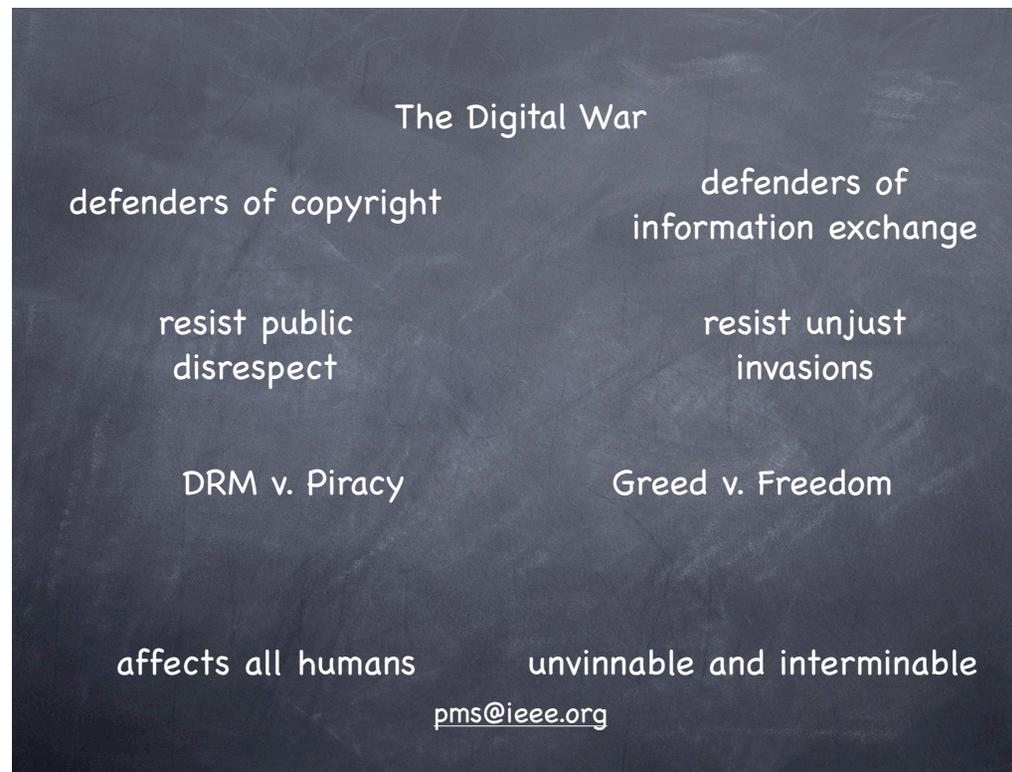 The Digital War
defenders of copyright
defenders of
information exchange
resist public
disrespect
resist unjust
invasions
DRM v. Piracy
Greed v. Freedom
affects all humans
unvinnable and interminable
pms@ieee.org